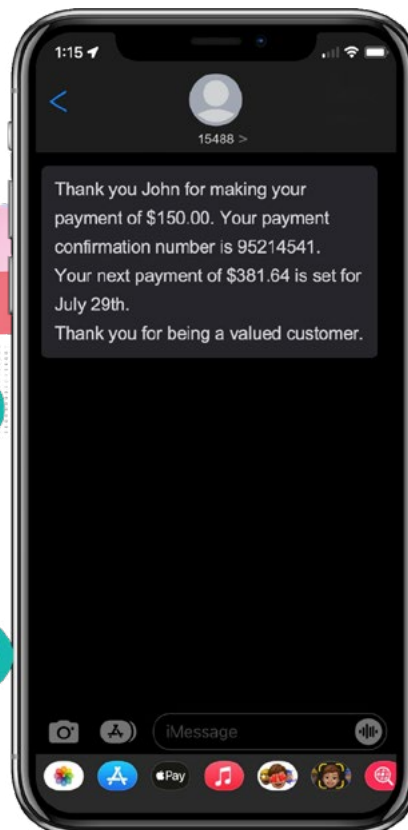 1:15
15488 >
Thank you John for making your
payment of $150.00. Your payment
confirmation number is 95214541.
Your next payment of $381.64 is set for
July 29th.
Thank you for being a valued customer.
iMessage
Pay